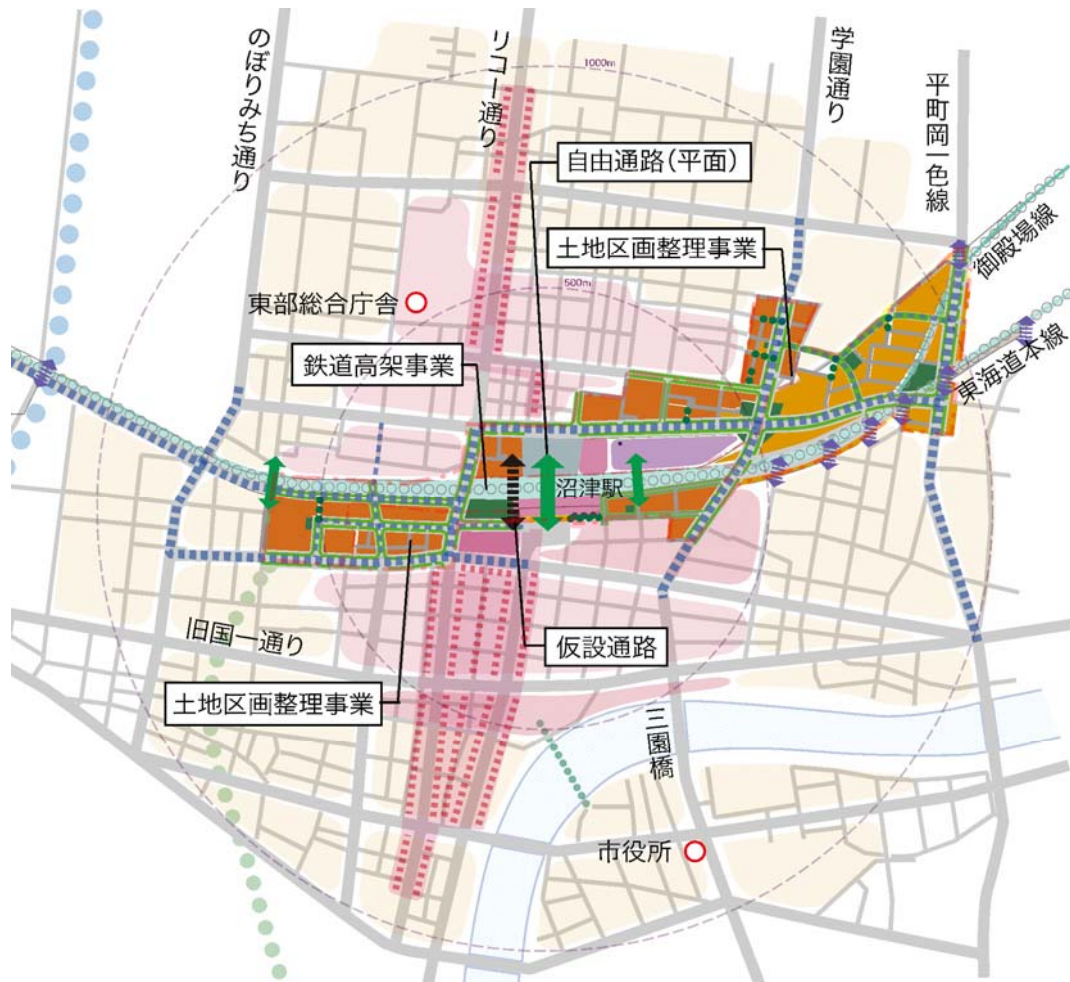 のぼりみち通り
リコー通り
学園通り
平町岡一色線
1000m
自由通路(平面)
土地区画整理事業
御殿場線
500m
東部総合庁舎
鉄道高架事業
東海道本線
沼津駅
旧国一通り
仮設通路
土地区画整理事業
三園橋
市役所